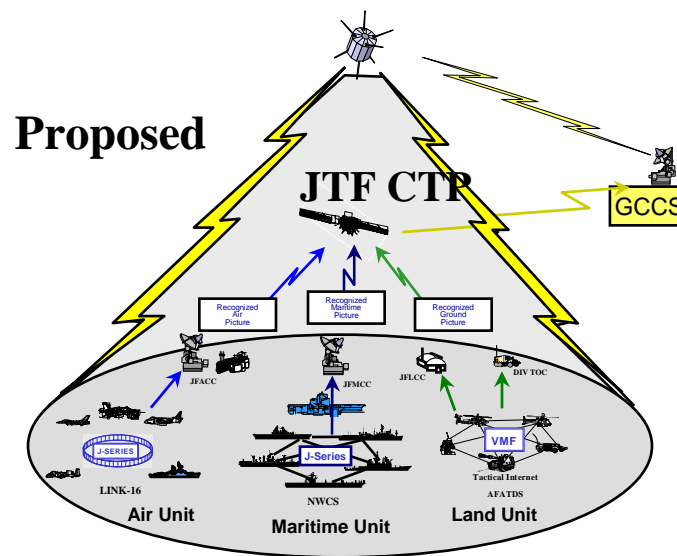 Proposed
JTF CTP
GCCS
Recognized
Air
Picture
Recognized
Maritime
Picture
Recognized
Ground
Picture
JFACC
JFMCC
JFLCC
DIV TOC
J-SERIES
J-Series
VMF
LINK-16
NWCS
Tactical Internet
AFATDS
Air Unit
Maritime Unit
Land Unit